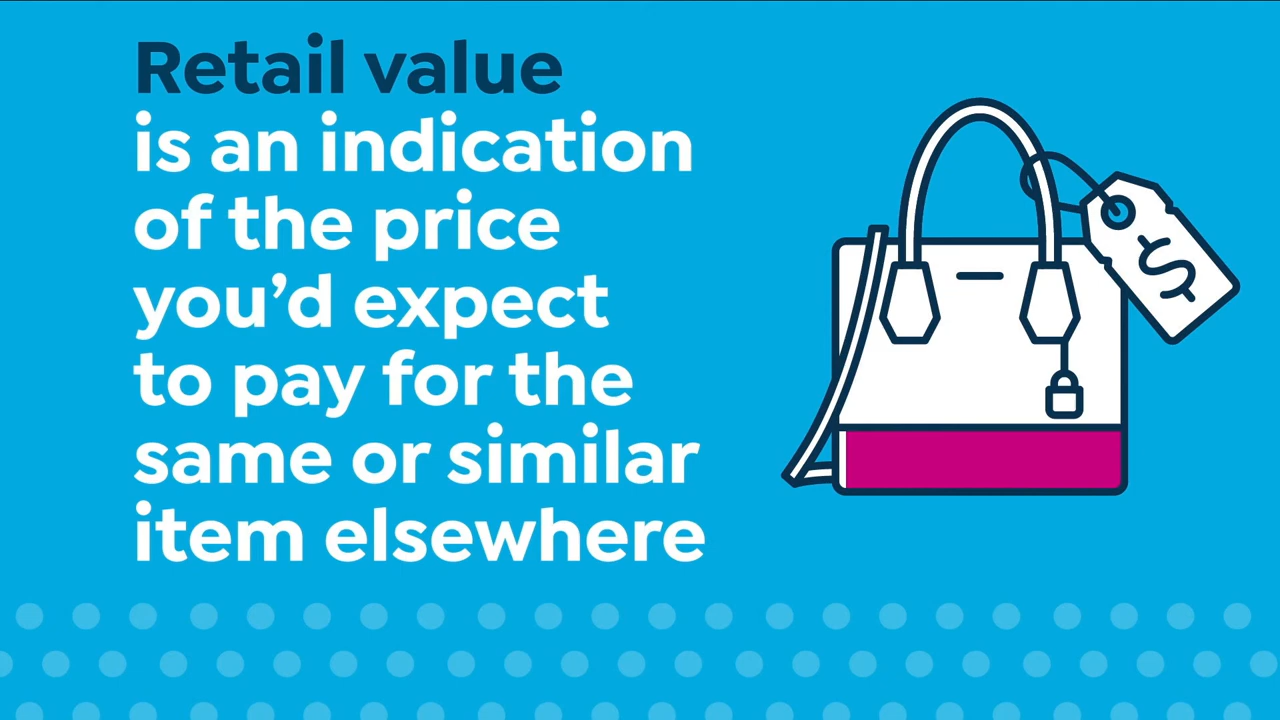 Retail value
is an indication
of the price
you’d expect
to pay for the
same or similar
item elsewhere
$